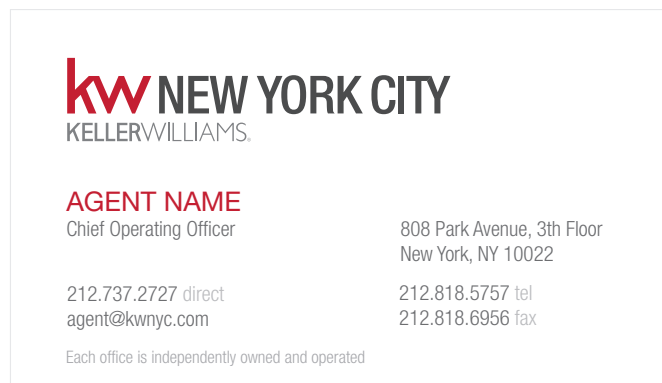 kw NEW YORK CITY
KELLERWILLIAMS.
AGENT NAME
Chief Operating Officer
808 Park Avenue, 3th Floor
New York, NY 10022
212.737.2727 direct
agent@kwnyc.com
212.818.5757 tel
212.818.6956 fax
Each office is independently owned and operated